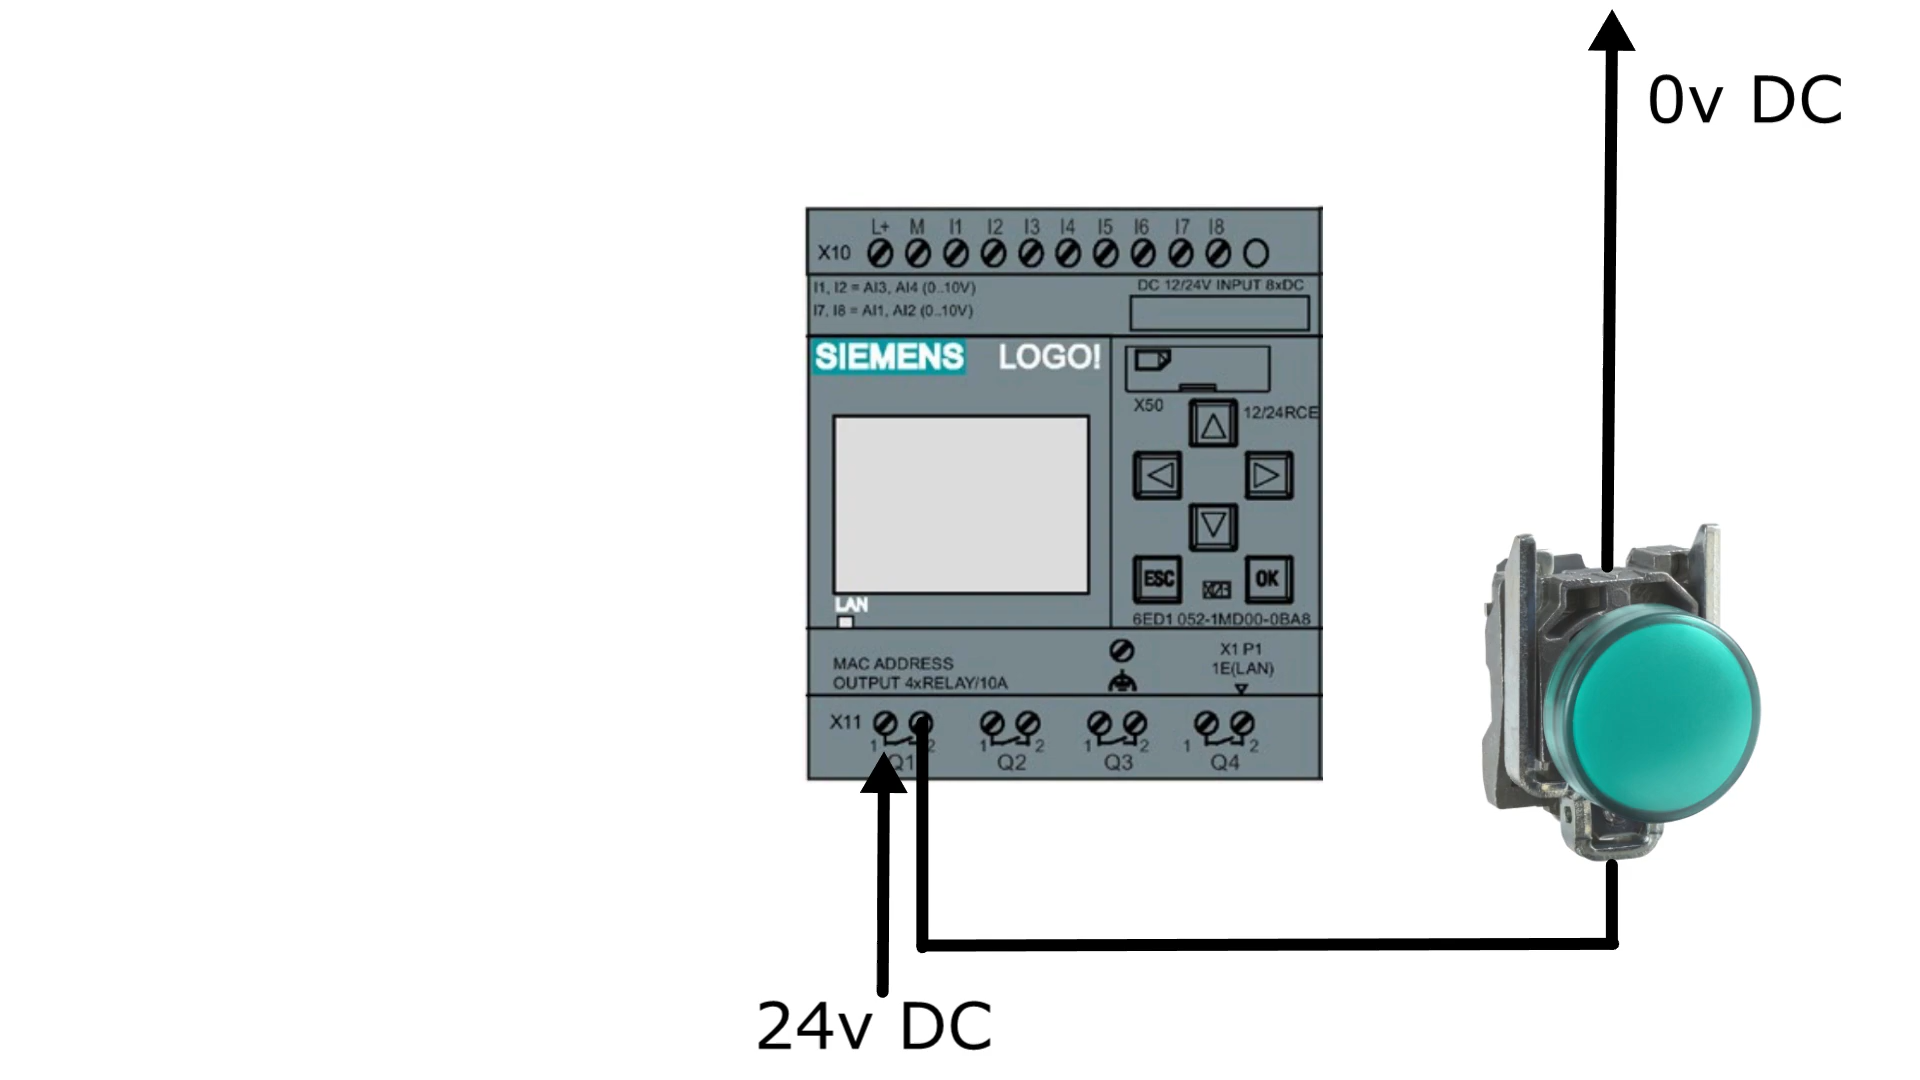 0v DC
L+ M I1 I2 I3 I4 I5 I6 I7 I8
X10
I1, I2 = AI3, AI4 (0..10V)
DC 12/24V INPUT 8xDC
I7, I8 = AI1, AI2 (0..10V)
SIEMENS LOGO!
X50
12/24RCE
ESC
OK
LAN
6ED1 052-1MD00-0BA8
MAC ADDRESS
OUTPUT 4xRELAY/10A
X1 P1
1E(LAN)
X11
1 2 1 2 1 2 1 2
Q1 Q2 Q3 Q4
24v DC